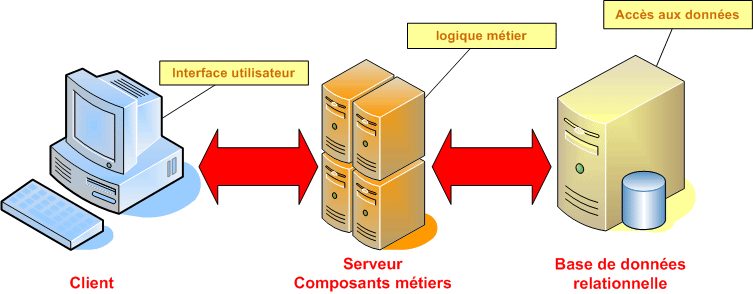 Accès aux données
logique métier
Interface utilisateur
Client
Serveur
Composants métiers
Base de données
relationnelle